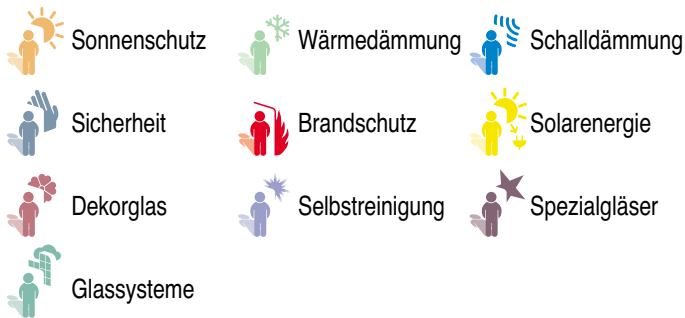 Sonnenschutz Wärmedämmung Schalldämmung
Sicherheit Brandschutz Solarenergie
Dekorglas Selbstreinigung Spezialgläser
Glassysteme